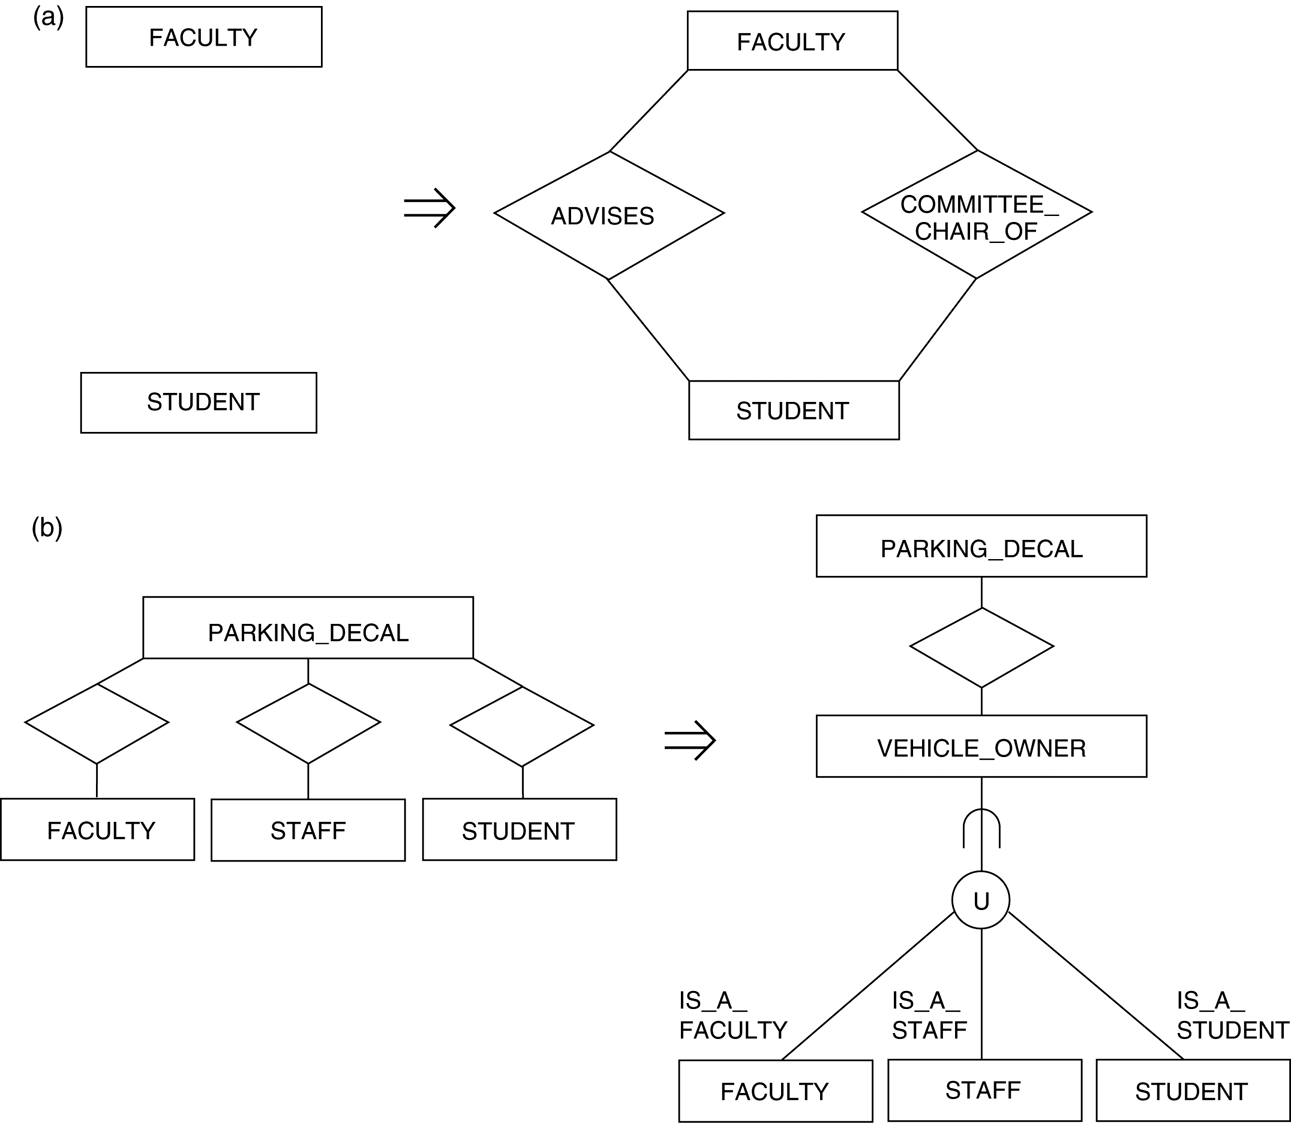 (a)
FACULTY
FACULTY
ADVISES
COMMITTEE_
CHAIR_OF
STUDENT
STUDENT
(b)
PARKING_DECAL
FACULTY
STAFF
STUDENT
PARKING_DECAL
VEHICLE_OWNER
U
IS_A_
FACULTY
IS_A_
STAFF
IS_A_
STUDENT
FACULTY
STAFF
STUDENT